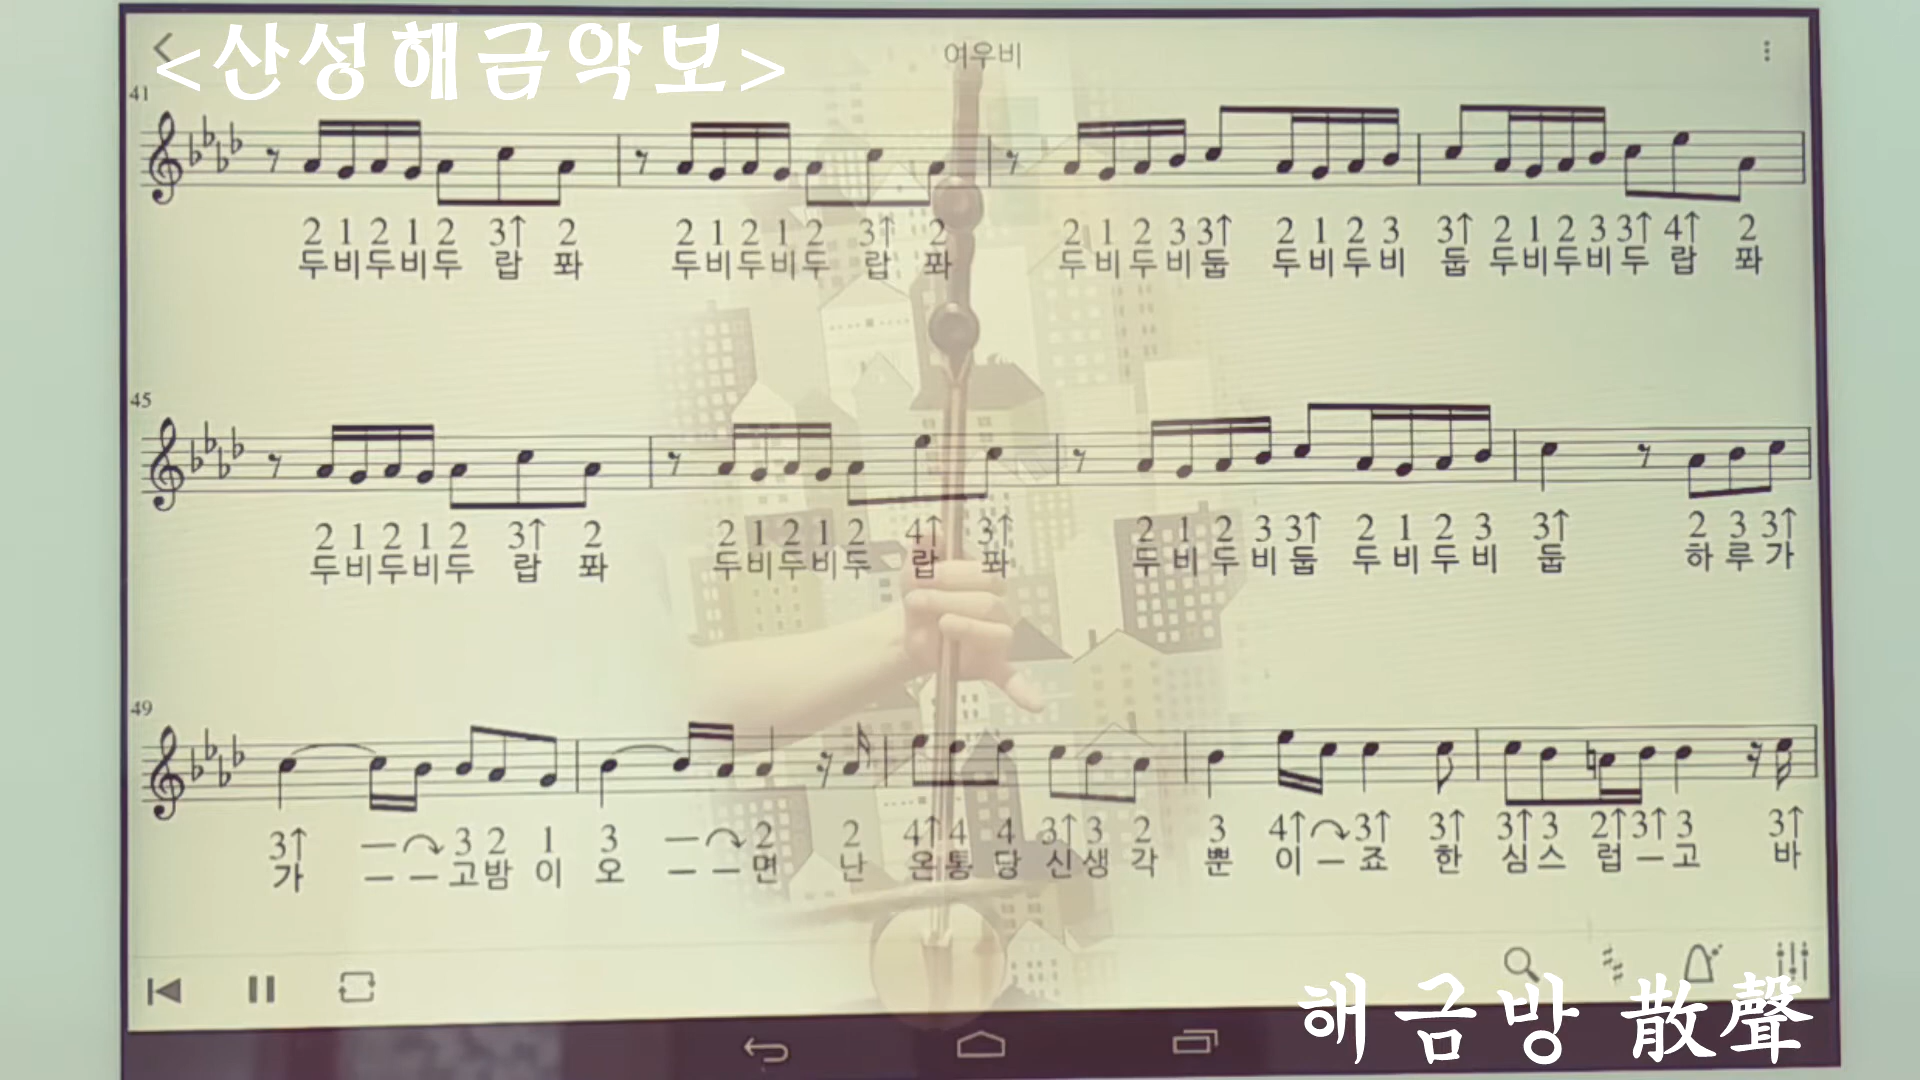 <산성해금악보>
여우비
41
2 1 2 1 2 3↑ 2 2 1 2 1 2 3↑ 2 2 1 2 3 3↑ 2 1 2 3 3↑ 2 1 2 3 3↑ 4↑ 2
두비두비두 랍 퐈 두비두비두 랍 퐈 두비두비둡 두비두비 둡 두비두비두 랍 퐈
45
2 1 2 1 2 3↑ 2 2 1 2 1 2 4↑ 3↑ 2 1 2 3 3↑ 2 1 2 3 3↑ 2 3 3↑
두비두비두 랍 퐈 두비두비두 랍 퐈 두비두비둡 두비두비 둡 하루가
49
3↑ ㅡ↷ 3 2 1 3 ㅡ↷ 2 2 4↑ 4 4 3↑ 3 2 3 4↑↷3↑ 3↑ 3↑ 3 2↑ 3↑ 3 3↑
가 ㅡ ㅡ 고밤 이 오 ㅡ ㅡ 면 난 온통 당 신생 각 뿐 이 ㅡ 죠 한 심스 럽 ㅡ 고 바
해금방 散聲